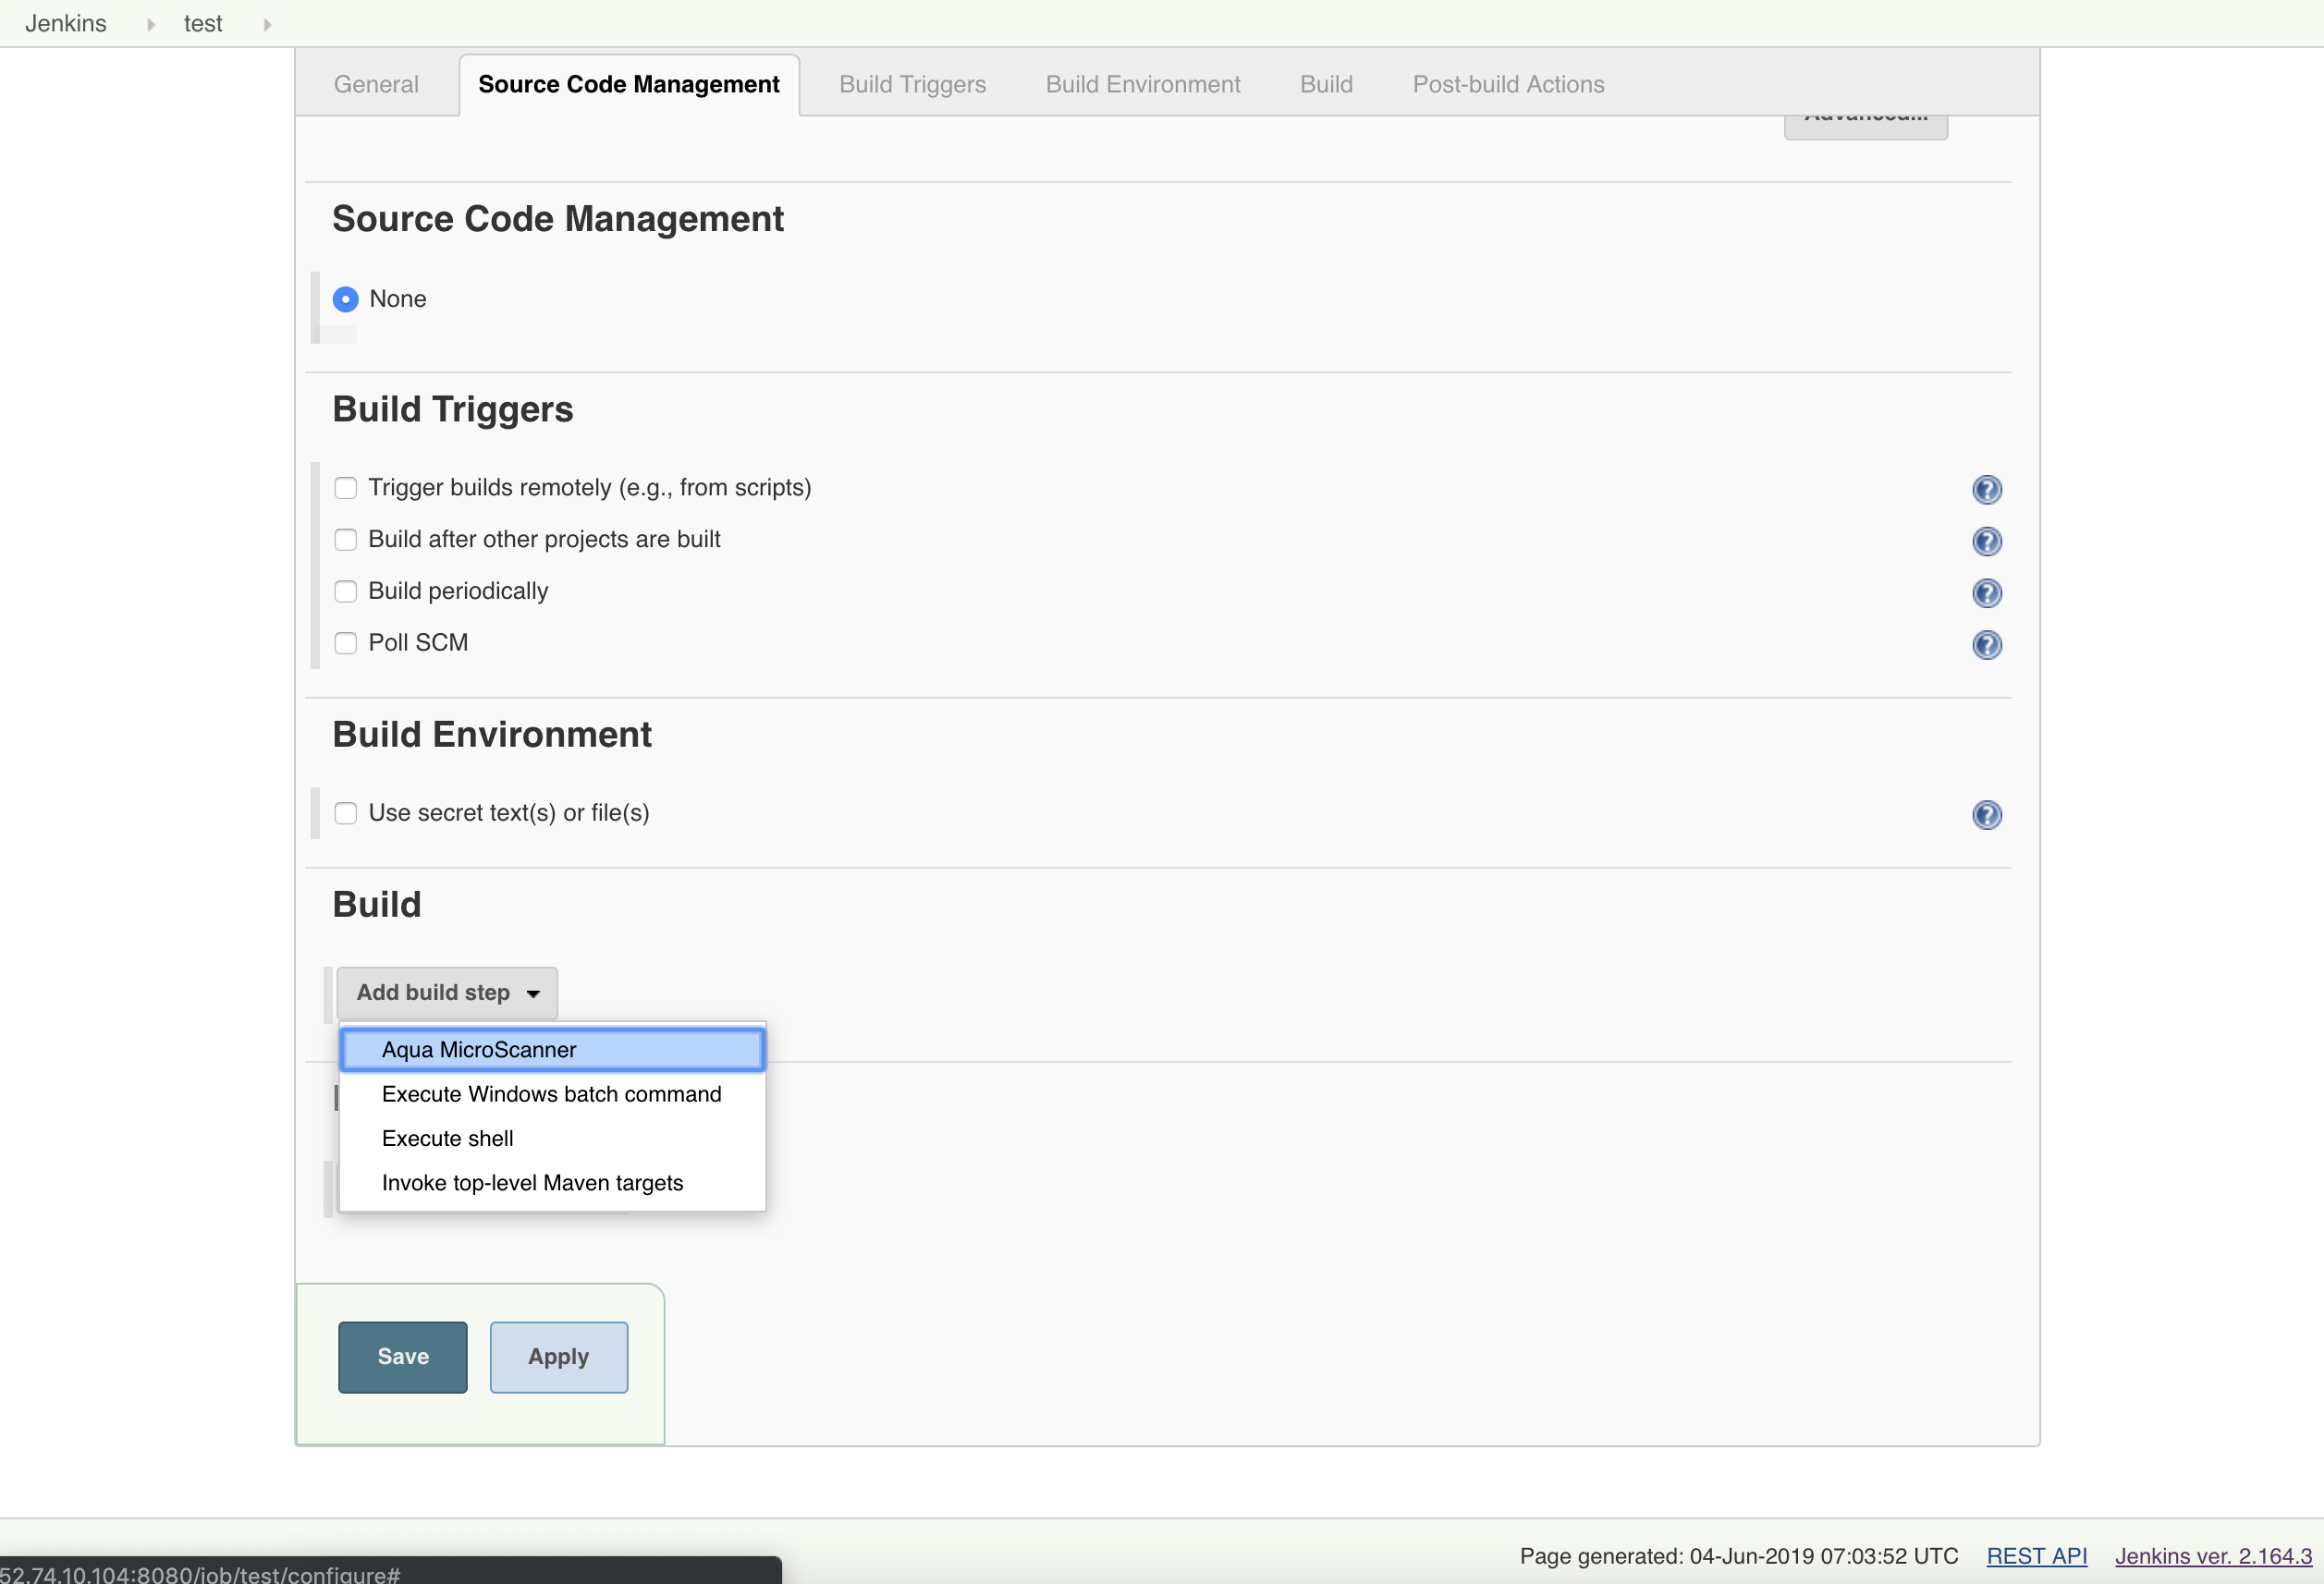 Jenkins test
General Source Code Management Build Triggers Build Environment Build Post-build Actions
Advanced...
Source Code Management
None
Build Triggers
Trigger builds remotely (e.g., from scripts)
Build after other projects are built
Build periodically
Poll SCM
Build Environment
Use secret text(s) or file(s)
Build
Add build step
Aqua MicroScanner
Execute Windows batch command
Execute shell
Invoke top-level Maven targets
Save Apply
Page generated: 04-Jun-2019 07:03:52 UTC REST API Jenkins ver. 2.164.3
52.74.10.104:8080/job/test/configure#